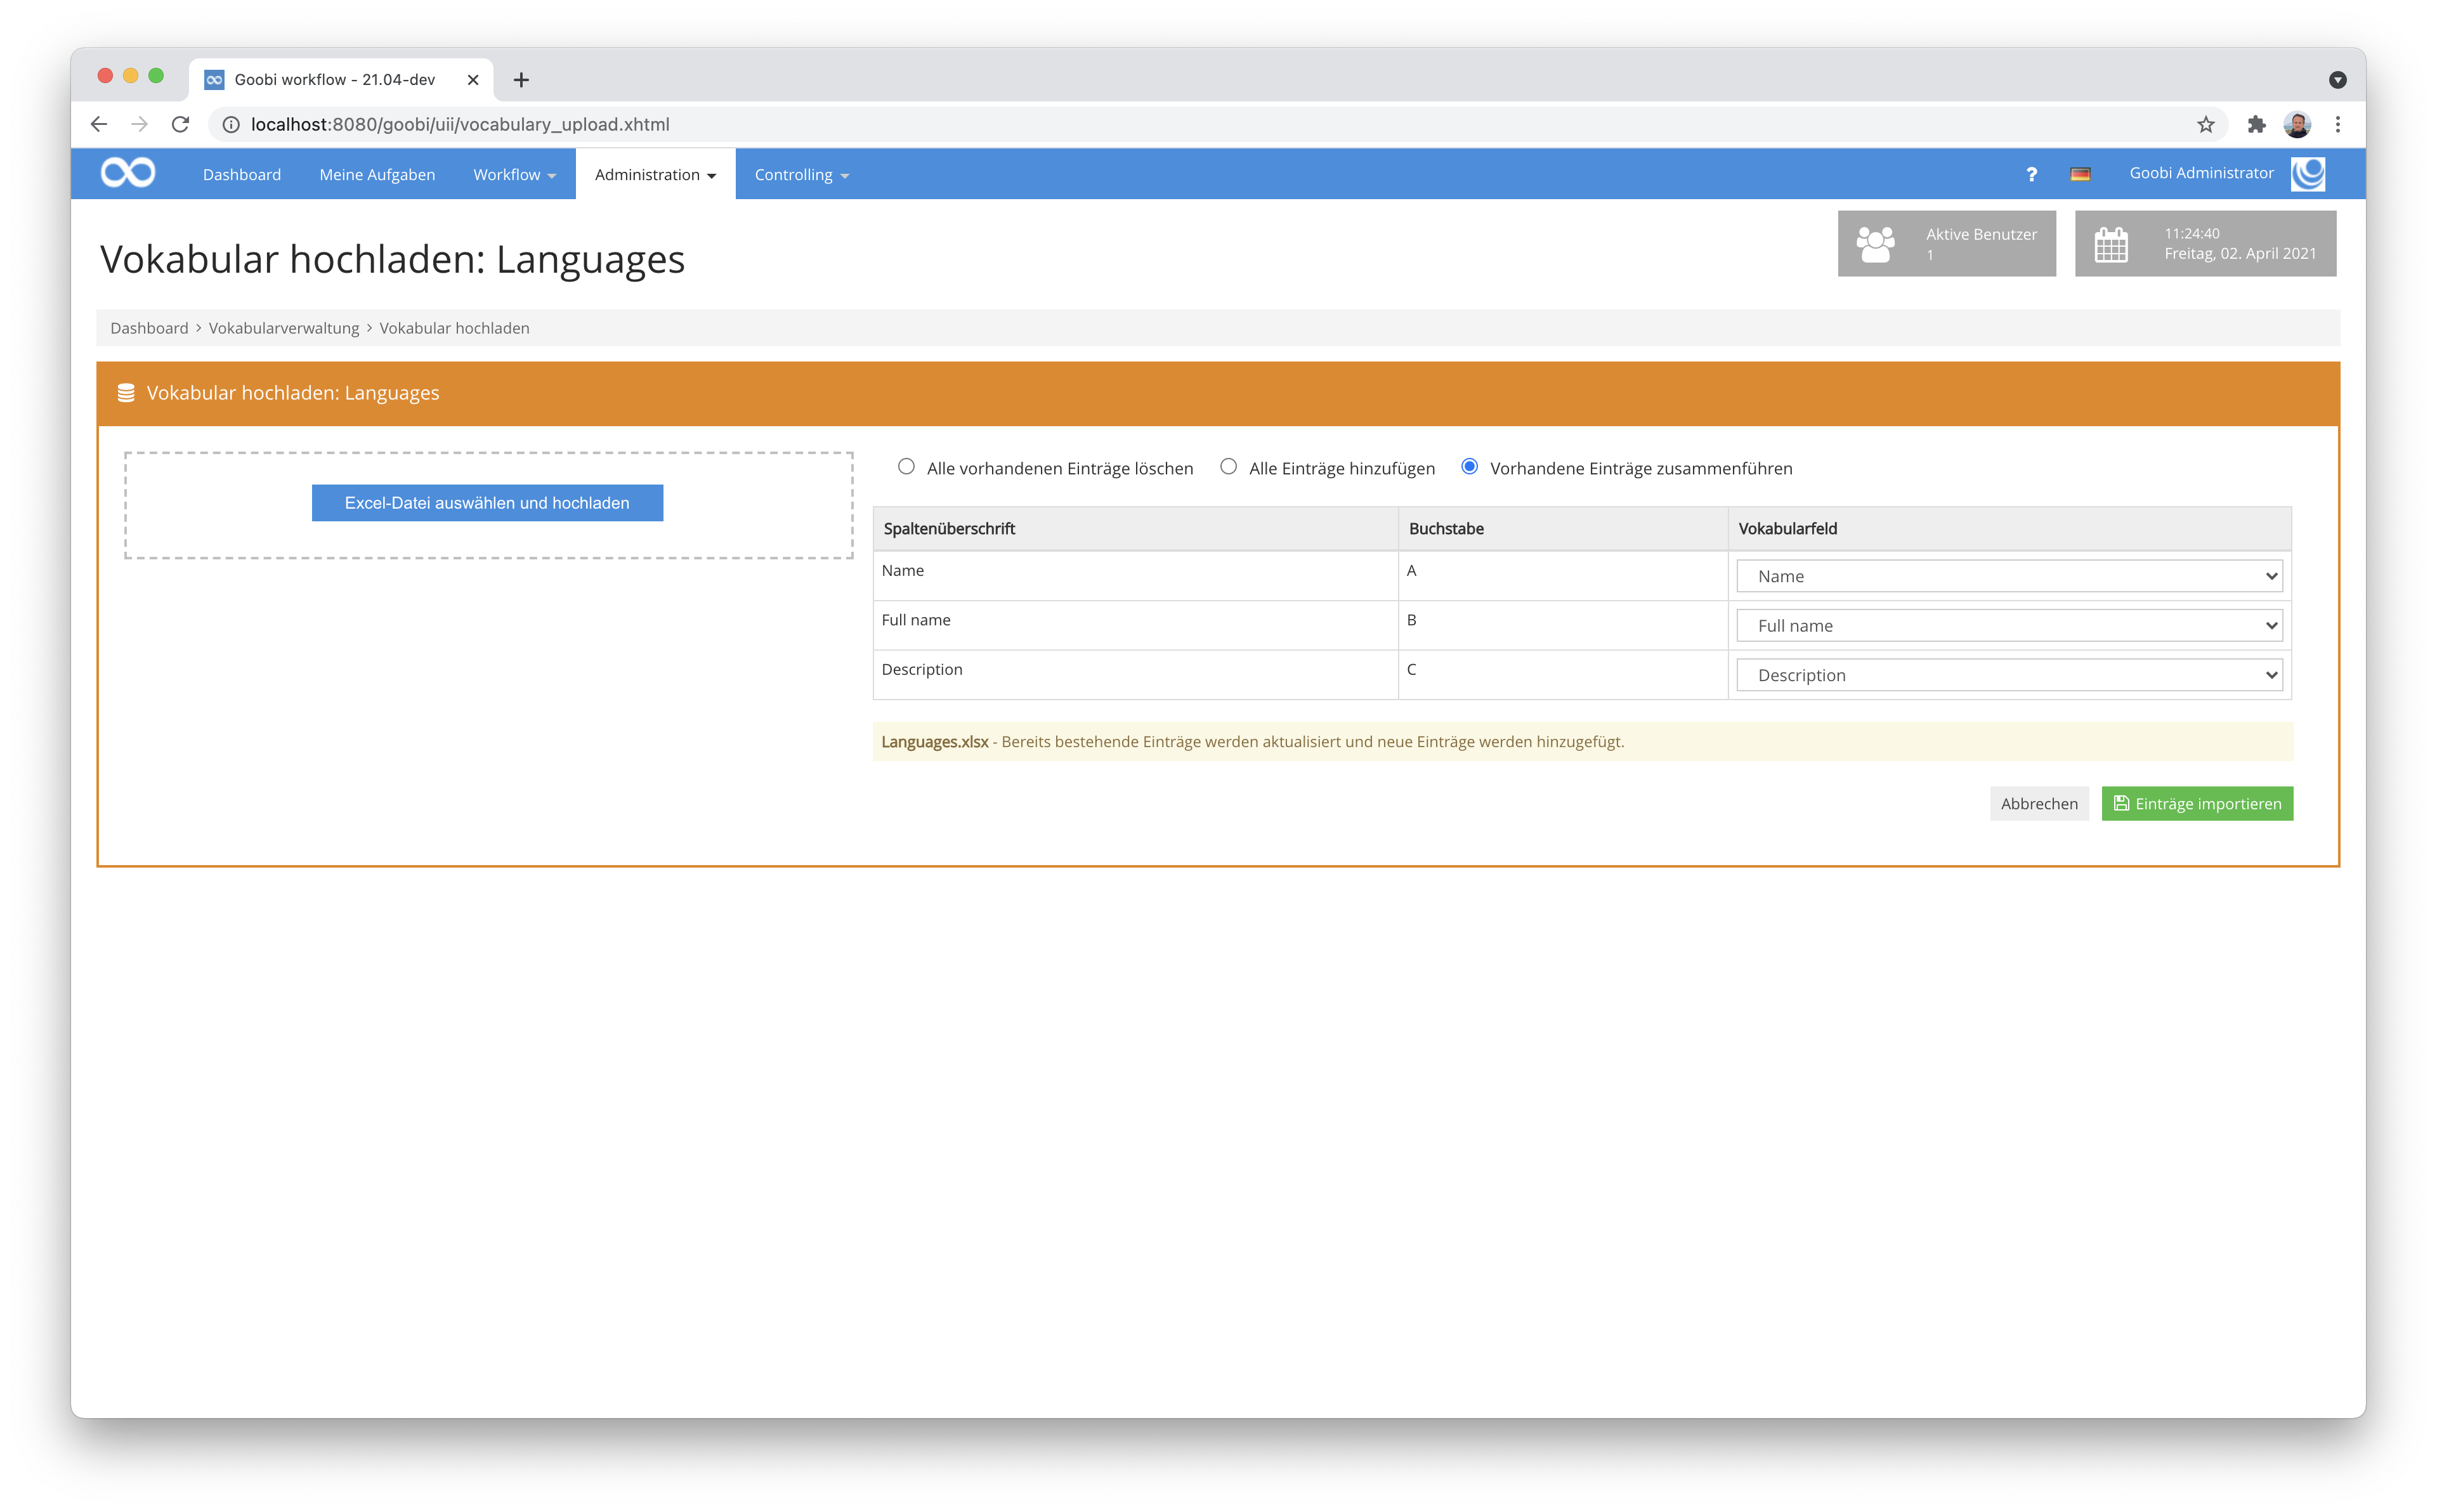 Goobi workflow - 21.04-dev
localhost:8080/goobi/uii/vocabulary_upload.xhtml
Dashboard Meine Aufgaben Workflow Administration Controlling ? Goobi Administrator
Vokabular hochladen: Languages
Aktive Benutzer
1
11:24:40
Freitag, 02. April 2021
Dashboard > Vokabularverwaltung > Vokabular hochladen
Vokabular hochladen: Languages
Excel-Datei auswählen und hochladen
Alle vorhandenen Einträge löschen Alle Einträge hinzufügen Vorhandene Einträge zusammenführen
Spaltenüberschrift Buchstabe Vokabularfeld
Name A Name
Full name B Full name
Description C Description
Languages.xlsx - Bereits bestehende Einträge werden aktualisiert und neue Einträge werden hinzugefügt.
Abbrechen Einträge importieren